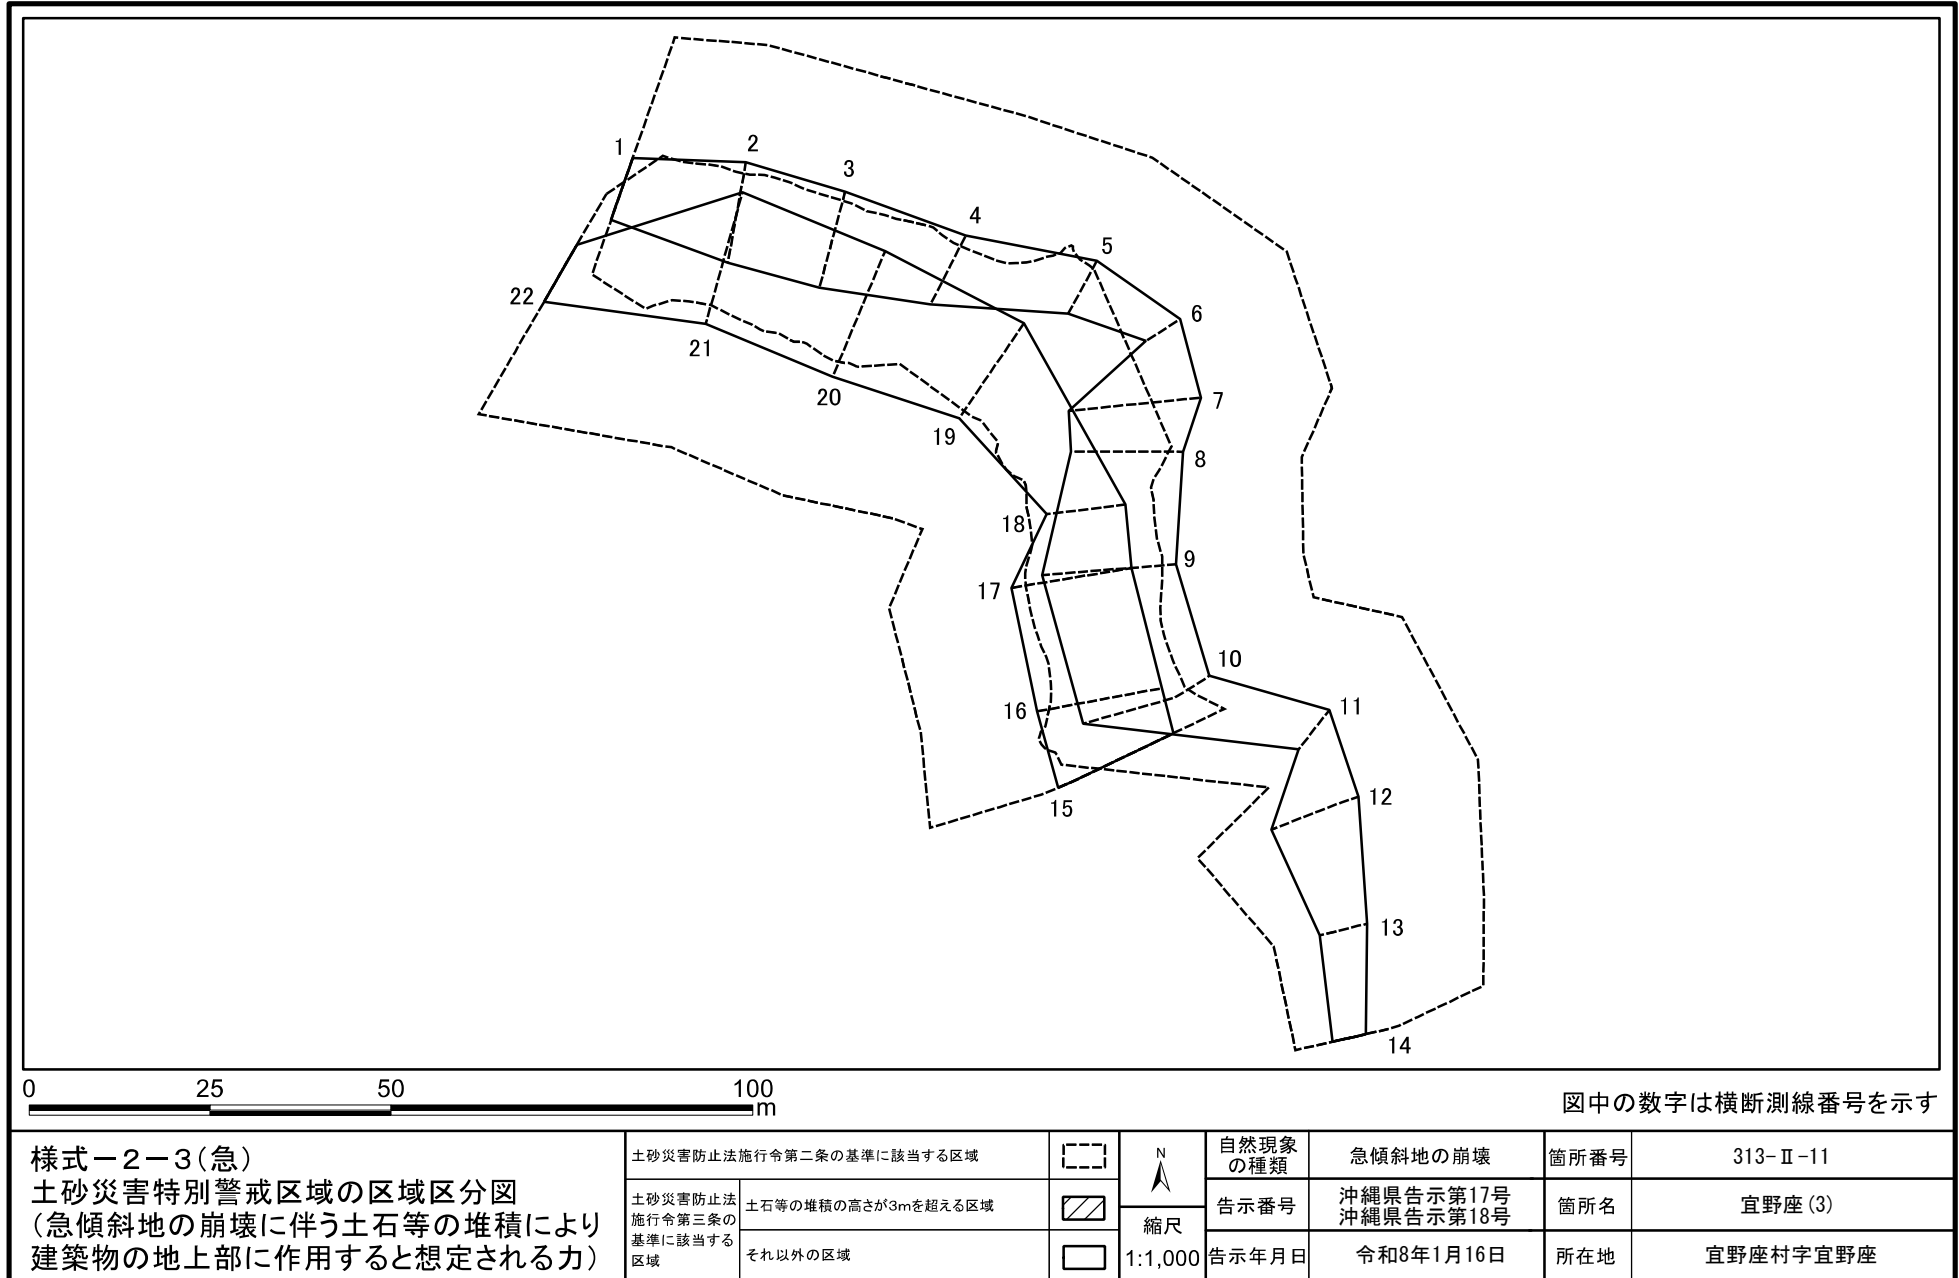 1
2
3
4
5
6
7
8
9
10
11
12
13
14
15
16
17
18
19
20
21
22
0 25 50 100
m
図中の数字は横断測線番号を示す
様式－2－3(急)
土砂災害特別警戒区域の区域区分図
(急傾斜地の崩壊に伴う土石等の堆積により
建築物の地上部に作用すると想定される力)
土砂災害防止法施行令第二条の基準に該当する区域
土砂災害防止法
施行令第三条の
基準に該当する
区域
土石等の堆積の高さが3mを超える区域
それ以外の区域
N
縮尺
1:1,000
自然現象
の種類
急傾斜地の崩壊
箇所番号
313-Ⅱ-11
告示番号
沖縄県告示第17号
沖縄県告示第18号
箇所名
宜野座(3)
告示年月日
令和8年1月16日
所在地
宜野座村字宜野座